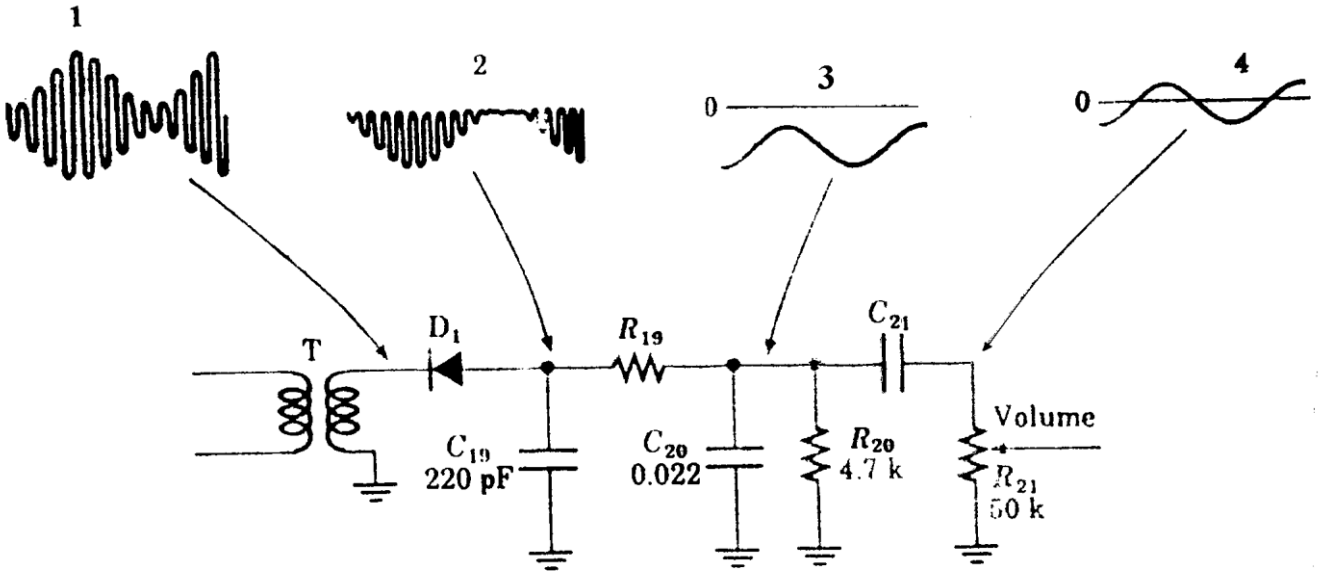 1
2
3
4
0
0
T
D₁
R₁₉
C₂₁
C₁₉
220 pF
C₂₀
0.022
R₂₀
4.7 k
Volume
R₂₁
50 k